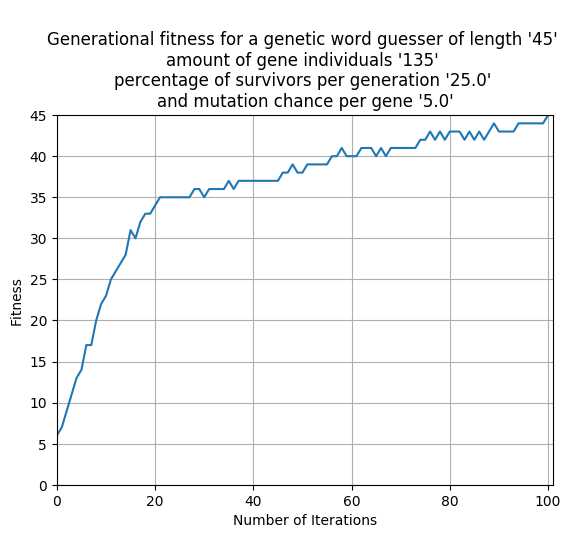 Generational fitness for a genetic word guesser of length '45'
amount of gene individuals '135'
percentage of survivors per generation '25.0'
and mutation chance per gene '5.0'
45
40
35
30
25
20
15
10
5
0
Fitness
0 20 40 60 80 100
Number of Iterations